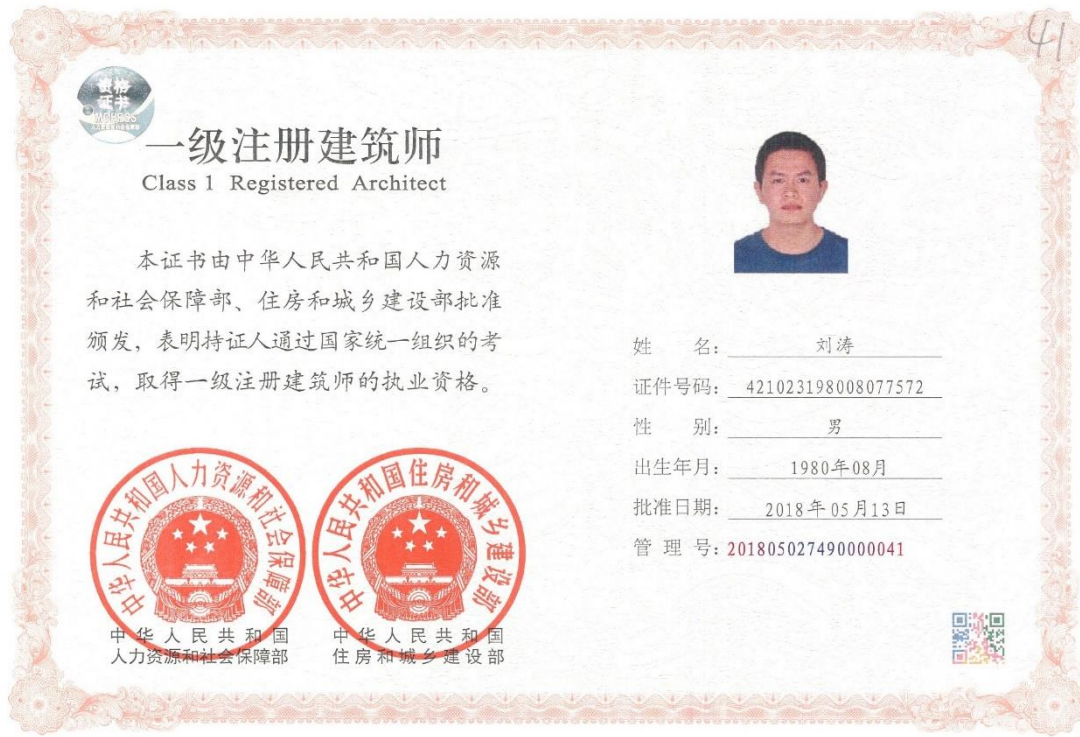 41
资格
证书
MOHRSS
一级注册建筑师
Class 1 Registered Architect
本证书由中华人民共和国人力资源
和社会保障部、住房和城乡建设部批准
颁发，表明持证人通过国家统一组织的考
试，取得一级注册建筑师的执业资格。
姓 名： 刘涛
证件号码： 421023198008077572
性 别： 男
出生年月： 1980年08月
批准日期： 2018年05月13日
管 理 号：201805027490000041
中华人民共和国人力资源和社会保障部
中华人民共和国住房和城乡建设部
中华人民共和国
人力资源和社会保障部
中华人民共和国
住房和城乡建设部